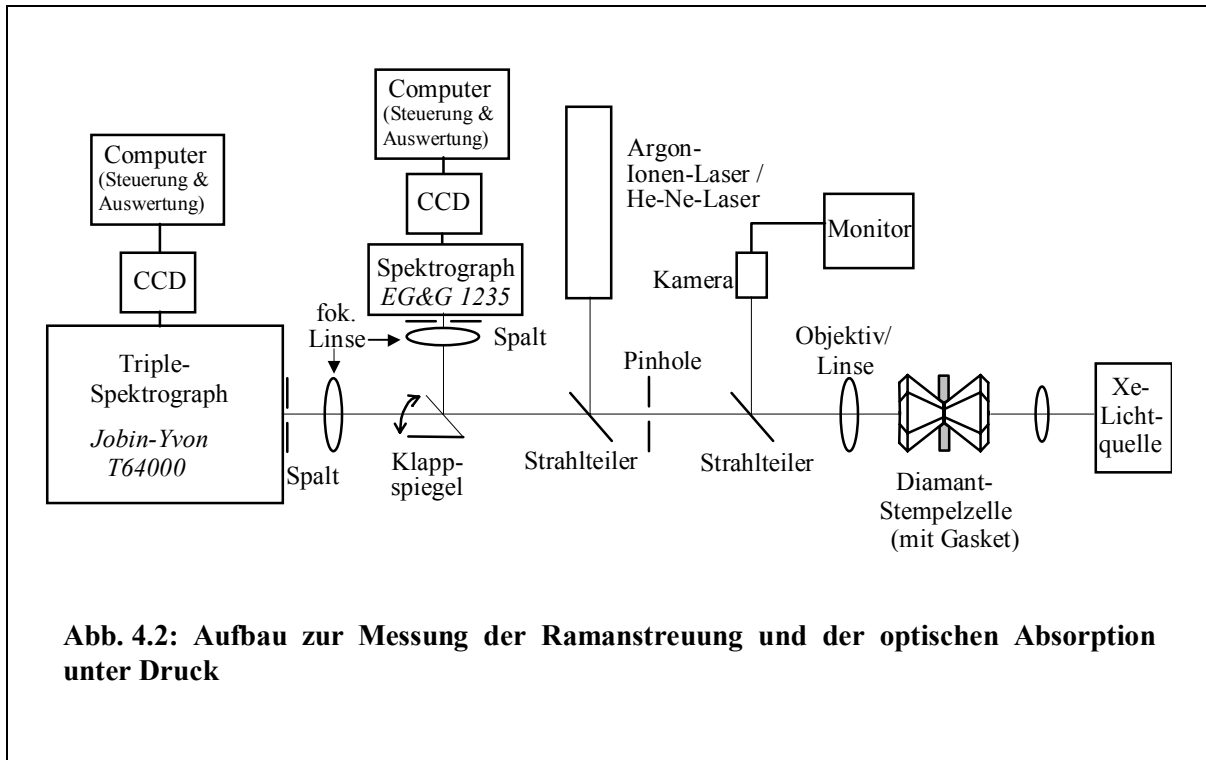 Computer
(Steuerung &
Auswertung)
CCD
Triple-
Spektrograph
Jobin-Yvon
T64000
Spalt
fok.
Linse
Computer
(Steuerung &
Auswertung)
CCD
Spektrograph
EG&G 1235
Spalt
Klapp-
spiegel
Argon-
Ionen-Laser /
He-Ne-Laser
Strahlteiler
Pinhole
Kamera
Monitor
Strahlteiler
Objektiv/
Linse
Diamant-
Stempelzelle
(mit Gasket)
Xe-
Licht-
quelle
Abb. 4.2: Aufbau zur Messung der Ramanstreuung und der optischen Absorption
unter Druck